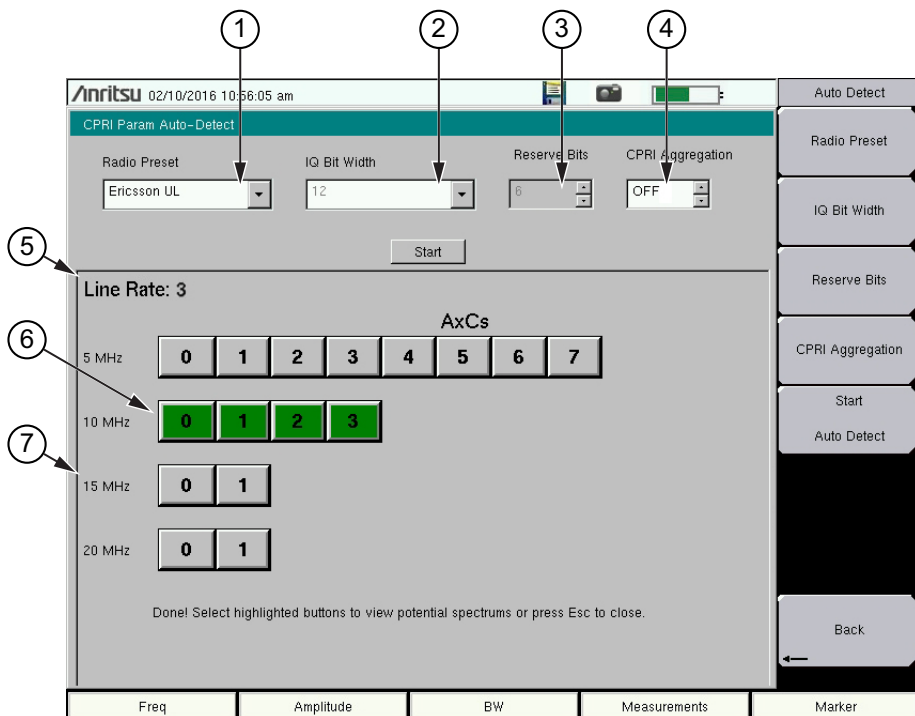 1 2 3 4
Anritsu 02/10/2016 10:56:05 am
Auto Detect
CPRI Param Auto-Detect
Radio Preset
IQ Bit Width
Reserve Bits
CPRI Aggregation
Ericsson UL
12
6
OFF
Start
5
Line Rate: 3
AxCs
6
5 MHz 0 1 2 3 4 5 6 7
10 MHz 0 1 2 3
7
15 MHz 0 1
20 MHz 0 1
Done! Select highlighted buttons to view potential spectrums or press Esc to close.
Radio Preset
IQ Bit Width
Reserve Bits
CPRI Aggregation
Start
Auto Detect
Back
Freq Amplitude BW Measurements Marker